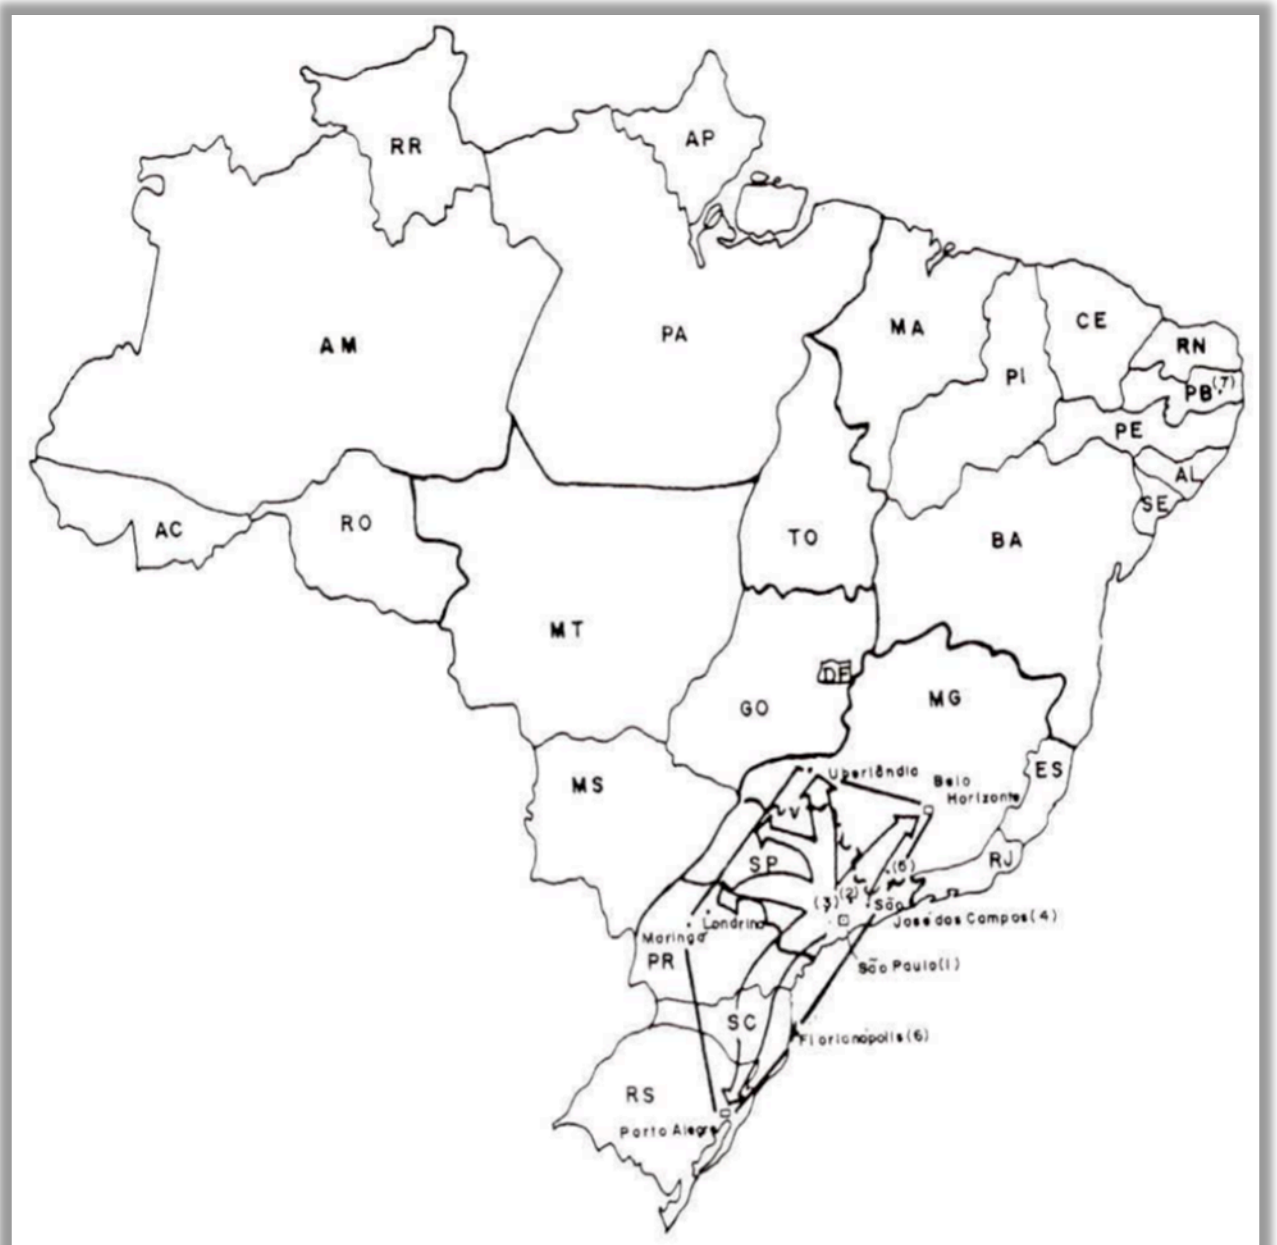 RR
AP
AM
PA
MA
PI
CE
RN
PB(7)
PE
AL
SE
AC
RO
TO
BA
MT
DF
GO
MG
MS
ES
Uberlândia
Belo
Horizonte
V
SP
RJ
(5)
(3)
(2)
São
José dos Campos(4)
Londrina
Maringá
PR
São Paulo(1)
SC
Florianópolis(6)
RS
Porto Alegre